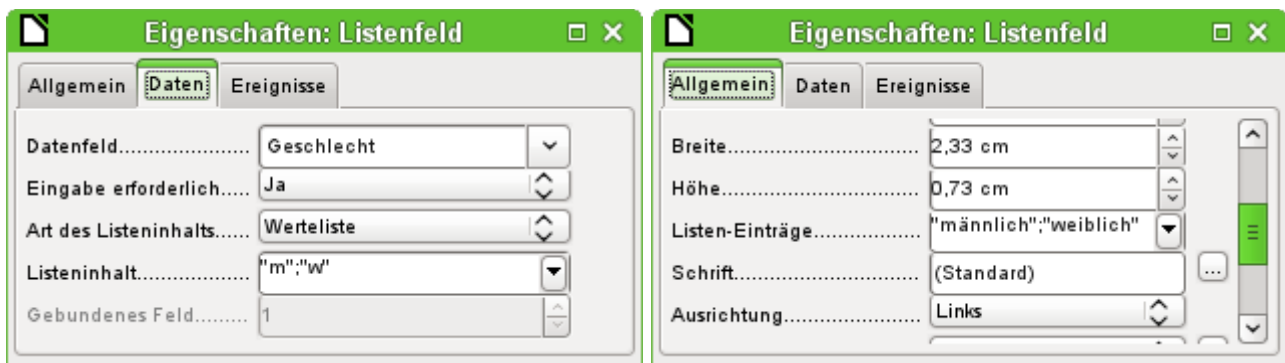 Eigenschaften: Listenfeld
Allgemein Daten Ereignisse
Datenfeld..................... Geschlecht
Eingabe erforderlich..... Ja
Art des Listeninhalts...... Werteliste
Listeninhalt................. "m";"w"
Gebundenes Feld......... 1
Eigenschaften: Listenfeld
Allgemein Daten Ereignisse
Breite............................. 2,33 cm
Höhe.............................. 0,73 cm
Listen-Einträge................ "männlich";"weiblich"
Schrift............................ (Standard) ...
Ausrichtung.................... Links